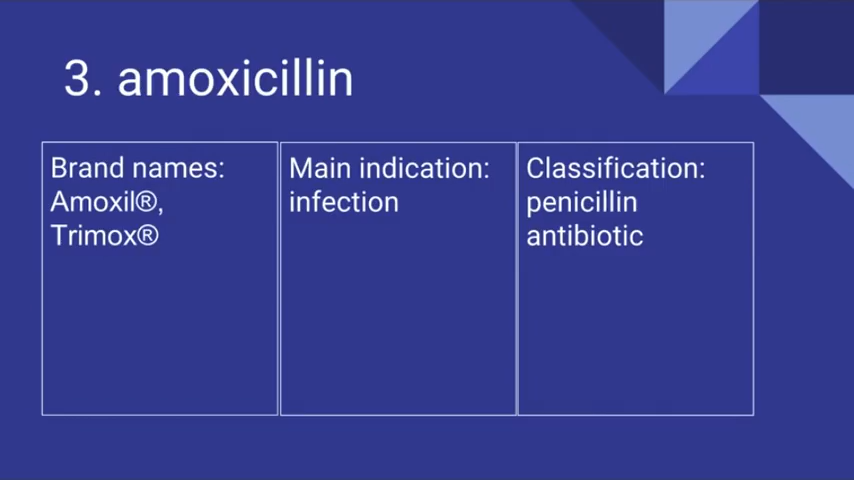 3. amoxicillin
Brand names:
Amoxil®,
Trimox®
Main indication:
infection
Classification:
penicillin
antibiotic